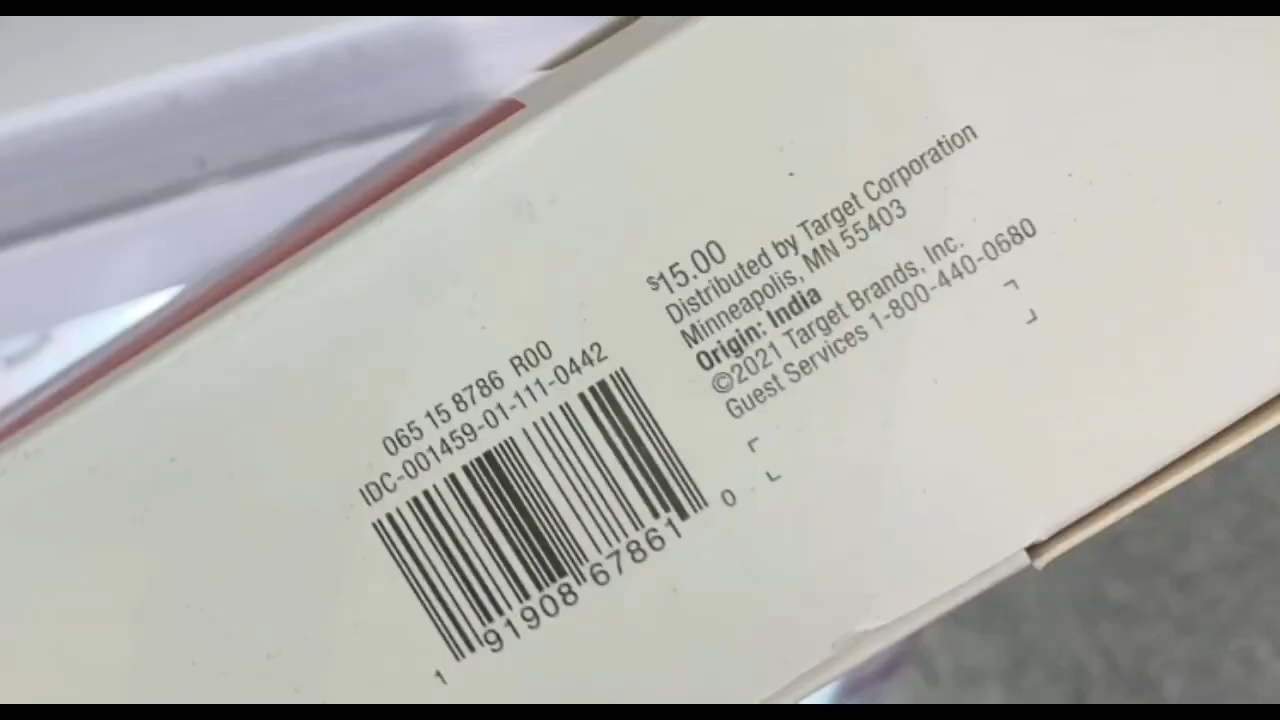 $15.00
Distributed by Target Corporation
Minneapolis, MN 55403
Origin: India
©2021 Target Brands, Inc.
Guest Services 1-800-440-0680
065 15 8786 R00
IDC-001459-01-111-0442
1 91908 67861 0